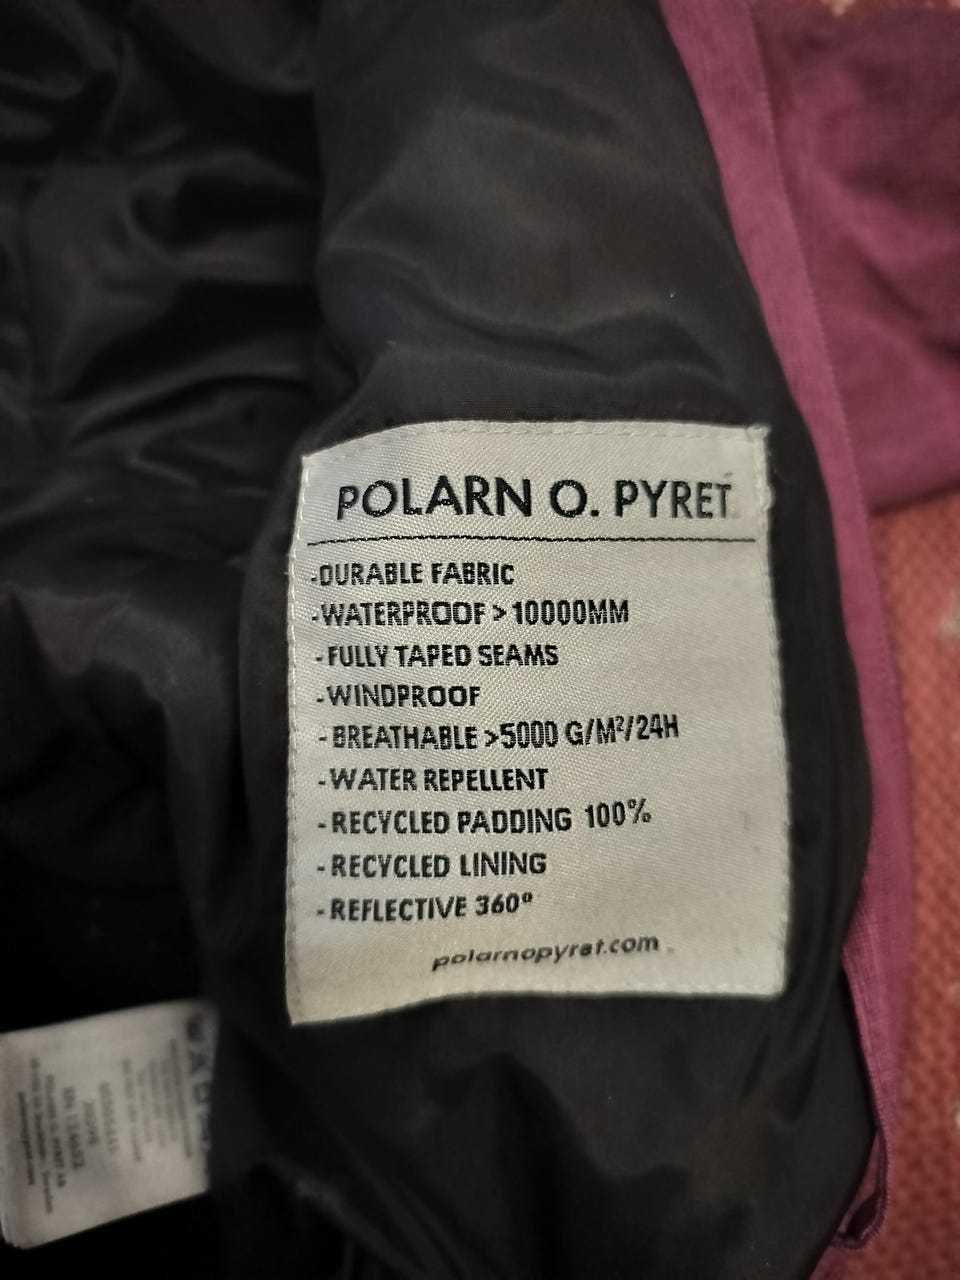 POLARN O. PYRET
-DURABLE FABRIC
-WATERPROOF > 10000MM
-FULLY TAPED SEAMS
-WINDPROOF
-BREATHABLE >5000 G/M²/24H
-WATER REPELLENT
-RECYCLED PADDING 100%
-RECYCLED LINING
-REFLECTIVE 360°
polarnopyret.com